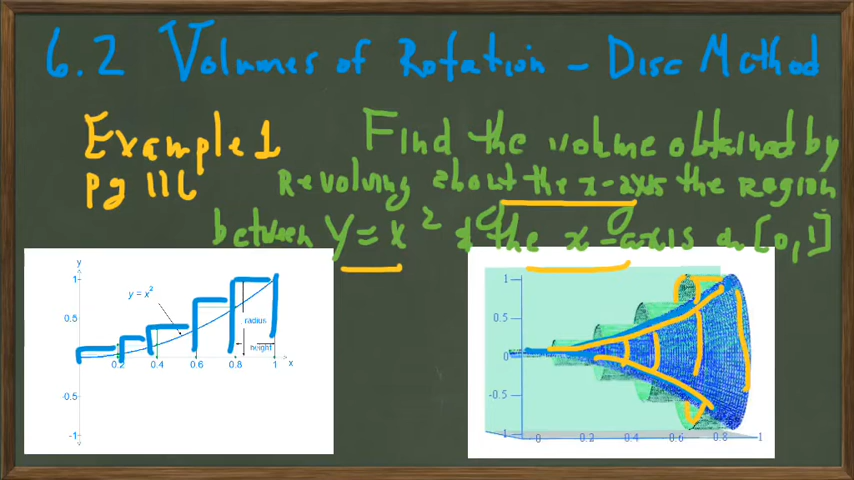 6.2 Volumes of Rotation - Disc Method
Example 1 Find the volume obtained by
Pg 116 Revolving about the x-axis the region
between y = x² & the x-axis on [0,1]
y
1
y = x²
0.5
radius
height
0.2 0.4 0.6 0.8 1 x
-0.5
-1
1
0.5
0
-0.5
-1
0 0.2 0.4 0.6 0.8 1